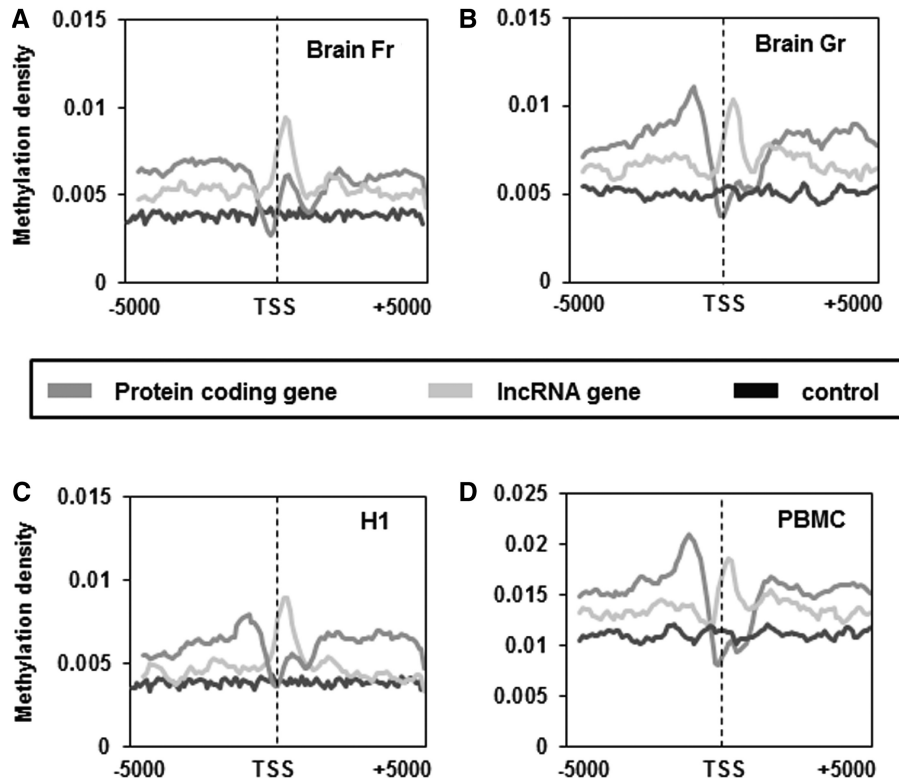 A
Brain Fr
Methylation density
0.015
0.01
0.005
0
-5000 TSS +5000
B
Brain Gr
0.015
0.01
0.005
0
-5000 TSS +5000
Protein coding gene lncRNA gene control
C
H1
Methylation density
0.015
0.01
0.005
0
-5000 TSS +5000
D
PBMC
0.025
0.02
0.015
0.01
0.005
0
-5000 TSS +5000